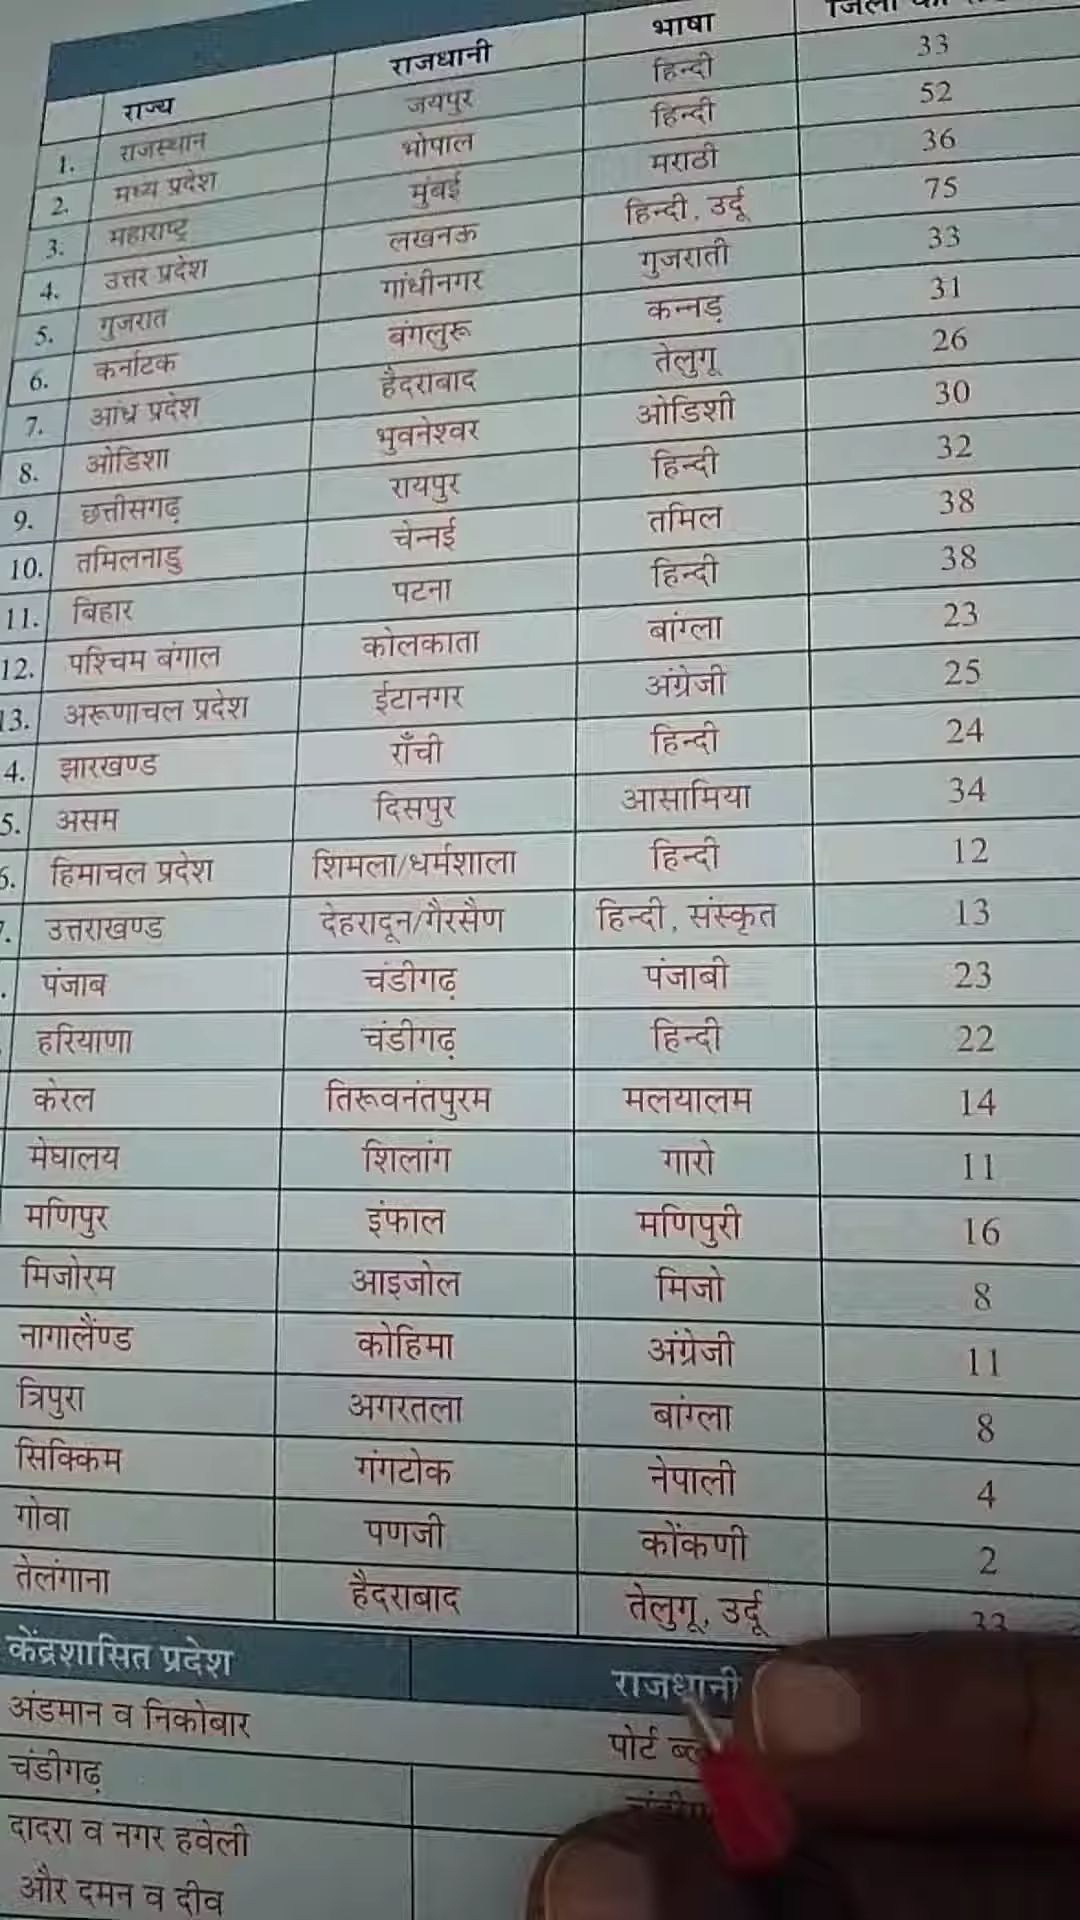 राज्य राजधानी भाषा
1. राजस्थान जयपुर हिन्दी 33
2. मध्य प्रदेश भोपाल हिन्दी 52
3. महाराष्ट्र मुंबई मराठी 36
4. उत्तर प्रदेश लखनऊ हिन्दी, उर्दू 75
5. गुजरात गांधीनगर गुजराती 33
6. कर्नाटक बंगलुरू कन्नड़ 31
7. आंध्र प्रदेश हैदराबाद तेलुगू 26
8. ओडिशा भुवनेश्वर ओडिशी 30
9. छत्तीसगढ़ रायपुर हिन्दी 32
10. तमिलनाडु चेन्नई तमिल 38
11. बिहार पटना हिन्दी 38
12. पश्चिम बंगाल कोलकाता बांग्ला 23
13. अरूणाचल प्रदेश ईटानगर अंग्रेजी 25
4. झारखण्ड राँची हिन्दी 24
5. असम दिसपुर आसामिया 34
6. हिमाचल प्रदेश शिमला/धर्मशाला हिन्दी 12
उत्तराखण्ड देहरादून/गैरसैण हिन्दी, संस्कृत 13
पंजाब चंडीगढ़ पंजाबी 23
हरियाणा चंडीगढ़ हिन्दी 22
केरल तिरूवनंतपुरम मलयालम 14
मेघालय शिलांग गारो 11
मणिपुर इंफाल मणिपुरी 16
मिजोरम आइजोल मिजो 8
नागालैंण्ड कोहिमा अंग्रेजी 11
त्रिपुरा अगरतला बांग्ला 8
सिक्किम गंगटोक नेपाली 4
गोवा पणजी कोंकणी 2
तेलंगाना हैदराबाद तेलुगू, उर्दू 33
केंद्रशासित प्रदेश राजधानी
अंडमान व निकोबार पोर्ट
चंडीगढ़
दादरा व नगर हवेली
और दमन व दीव